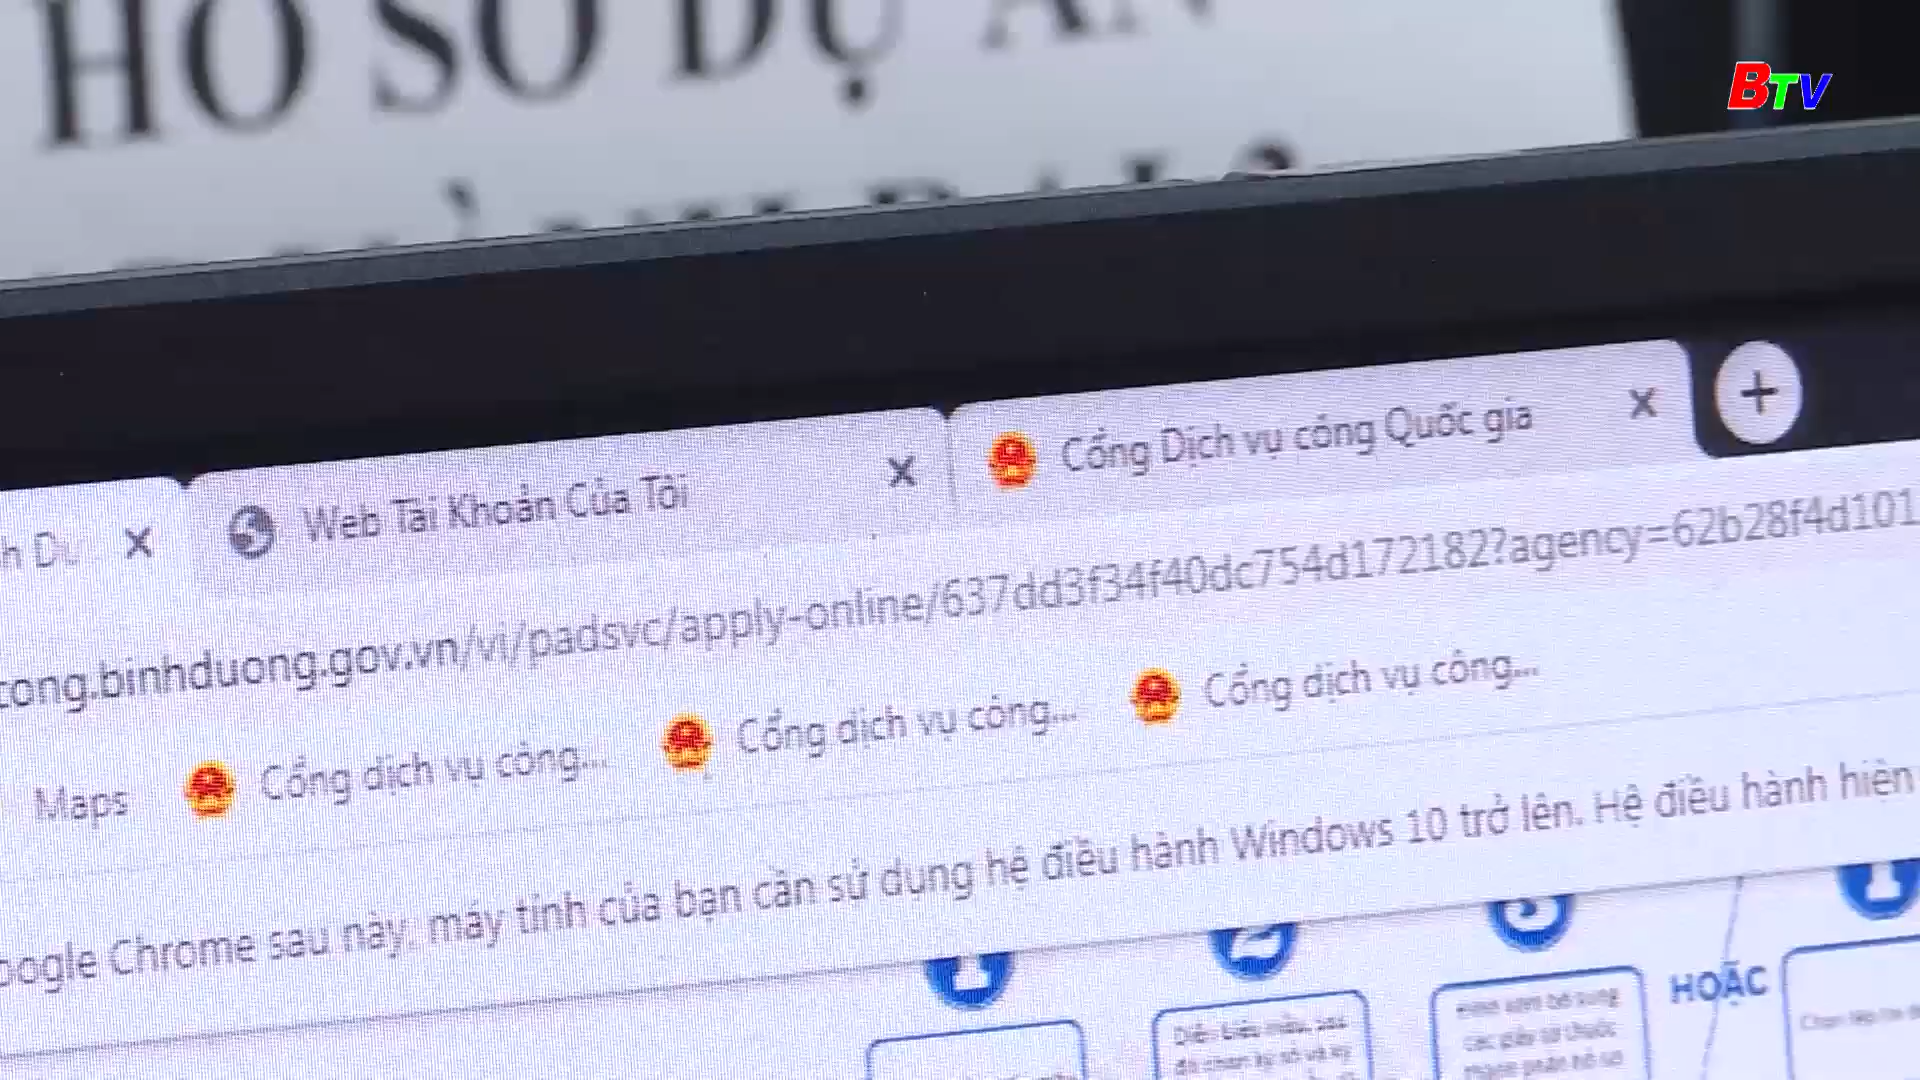 HỒ SƠ DỰ ÁN
BTV
Cổng Dịch vụ công Quốc gia
Web Tài Khoản Của Tôi
h Dư
cong.binhduong.gov.vn/vi/padsvc/apply-online/637dd3f34f40dc754d172182?agency=62b28f4d101
Maps Cổng dịch vụ công... Cổng dịch vụ công... Cổng dịch vụ công...
oogle Chrome sau này, máy tính của bạn cần sử dụng hệ điều hành Windows 10 trở lên. Hệ điều hành hiện
HOẶC